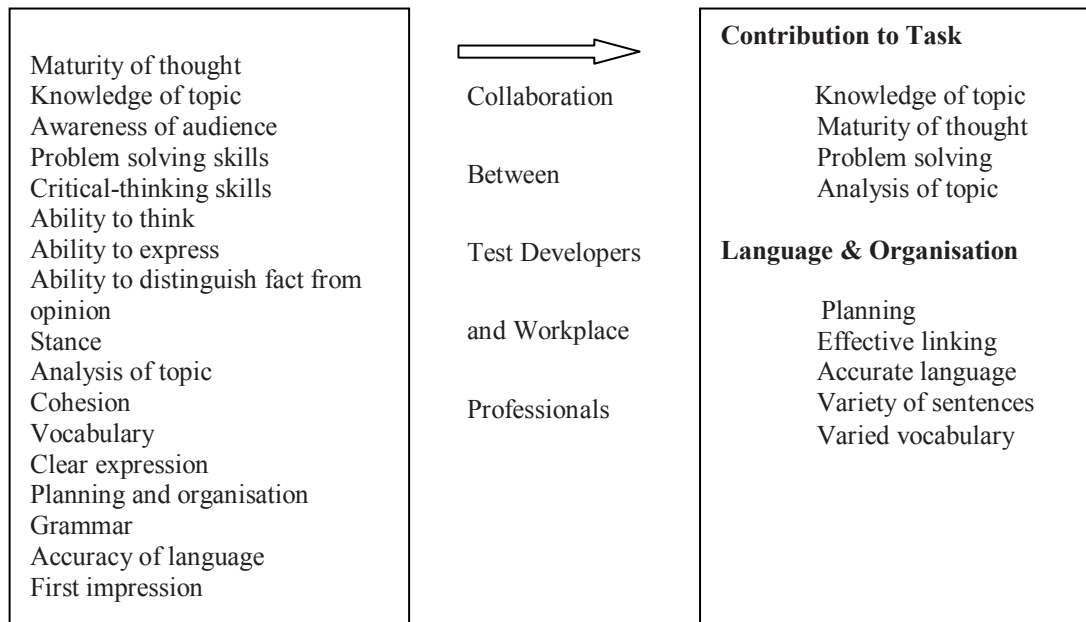 Maturity of thought
Knowledge of topic
Awareness of audience
Problem solving skills
Critical-thinking skills
Ability to think
Ability to express
Ability to distinguish fact from
opinion
Stance
Analysis of topic
Cohesion
Vocabulary
Clear expression
Planning and organisation
Grammar
Accuracy of language
First impression
Collaboration
Between
Test Developers
and Workplace
Professionals
Contribution to Task
Knowledge of topic
Maturity of thought
Problem solving
Analysis of topic
Language & Organisation
Planning
Effective linking
Accurate language
Variety of sentences
Varied vocabulary